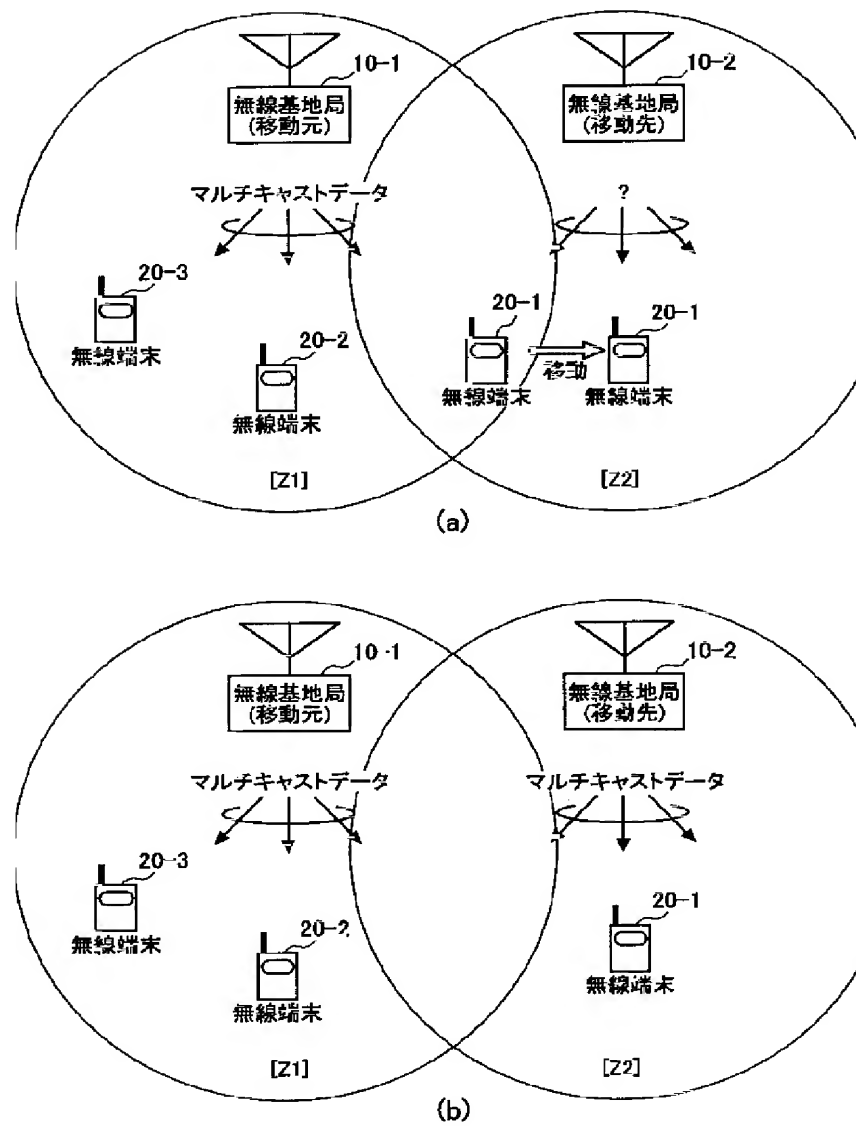 10-1
無線基地局
(移動元)
10-2
無線基地局
(移動先)
マルチキャストデータ
?
20-3
無線端末
20-2
無線端末
20-1
無線端末
移動
20-1
無線端末
[Z1]
[Z2]
(a)
10-1
無線基地局
(移動元)
10-2
無線基地局
(移動先)
マルチキャストデータ
マルチキャストデータ
20-3
無線端末
20-2
無線端末
20-1
無線端末
[Z1]
[Z2]
(b)